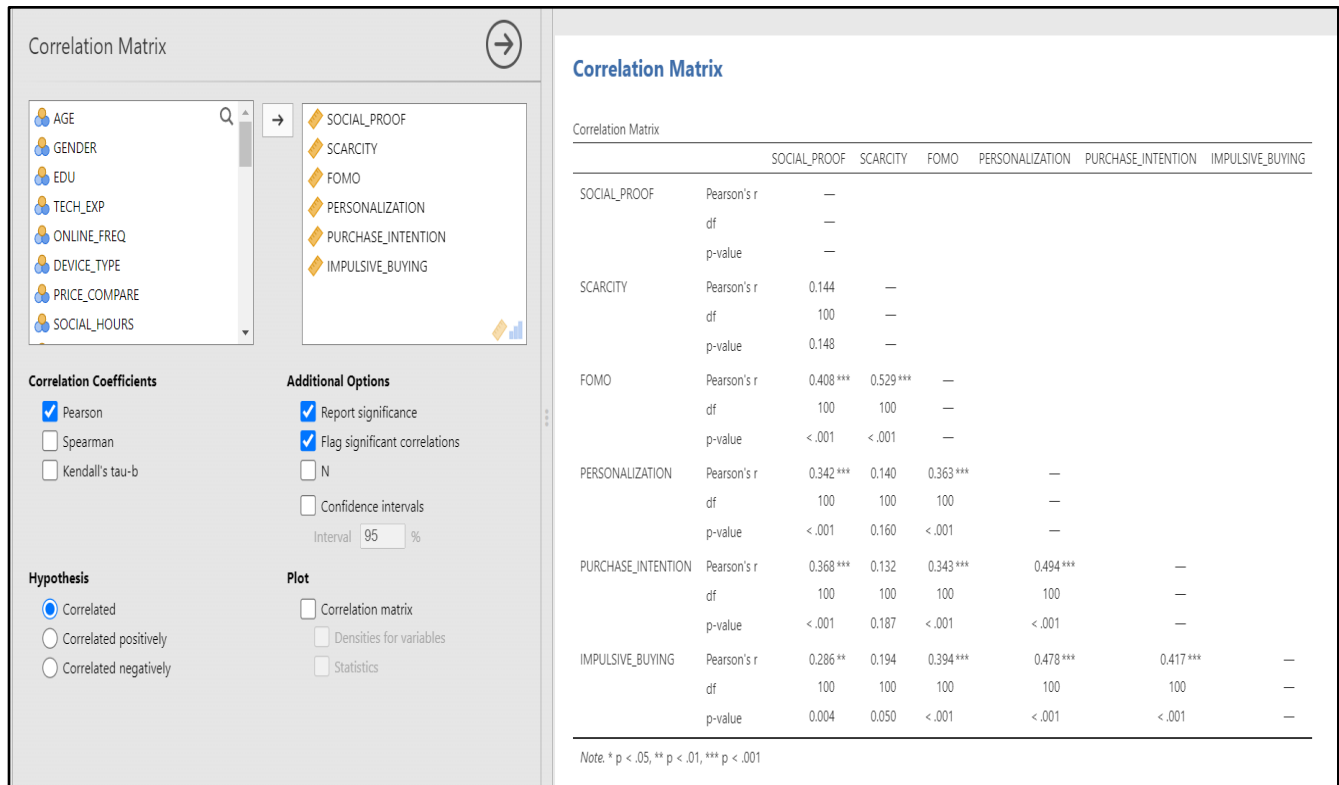 Correlation Matrix
AGE
GENDER
EDU
TECH_EXP
ONLINE_FREQ
DEVICE_TYPE
PRICE_COMPARE
SOCIAL_HOURS
SOCIAL_PROOF
SCARCITY
FOMO
PERSONALIZATION
PURCHASE_INTENTION
IMPULSIVE_BUYING
Correlation Coefficients
Pearson
Spearman
Kendall's tau-b
Additional Options
Report significance
Flag significant correlations
N
Confidence intervals
Interval 95 %
Hypothesis
Correlated
Correlated positively
Correlated negatively
Plot
Correlation matrix
Densities for variables
Statistics
Correlation Matrix
Correlation Matrix
SOCIAL_PROOF SCARCITY FOMO PERSONALIZATION PURCHASE_INTENTION IMPULSIVE_BUYING
SOCIAL_PROOF Pearson's r —
df —
p-value —
SCARCITY Pearson's r 0.144 —
df 100 —
p-value 0.148 —
FOMO Pearson's r 0.408 *** 0.529 *** —
df 100 100 —
p-value < .001 < .001 —
PERSONALIZATION Pearson's r 0.342 *** 0.140 0.363 *** —
df 100 100 100 —
p-value < .001 0.160 < .001 —
PURCHASE_INTENTION Pearson's r 0.368 *** 0.132 0.343 *** 0.494 *** —
df 100 100 100 100 —
p-value < .001 0.187 < .001 < .001 —
IMPULSIVE_BUYING Pearson's r 0.286 ** 0.194 0.394 *** 0.478 *** 0.417 *** —
df 100 100 100 100 100 —
p-value 0.004 0.050 < .001 < .001 < .001 —
Note. * p < .05, ** p < .01, *** p < .001